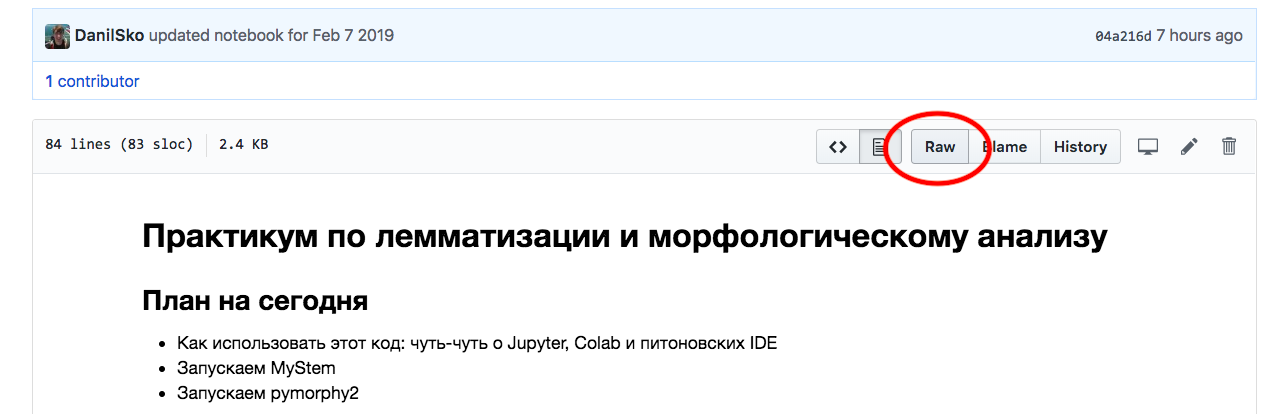 DanilSko updated notebook for Feb 7 2019 04a216d 7 hours ago
1 contributor
84 lines (83 sloc) 2.4 KB <> Raw Blame History
Практикум по лемматизации и морфологическому анализу
План на сегодня
• Как использовать этот код: чуть-чуть о Jupyter, Colab и питоновских IDE
• Запускаем MyStem
• Запускаем pymorphy2